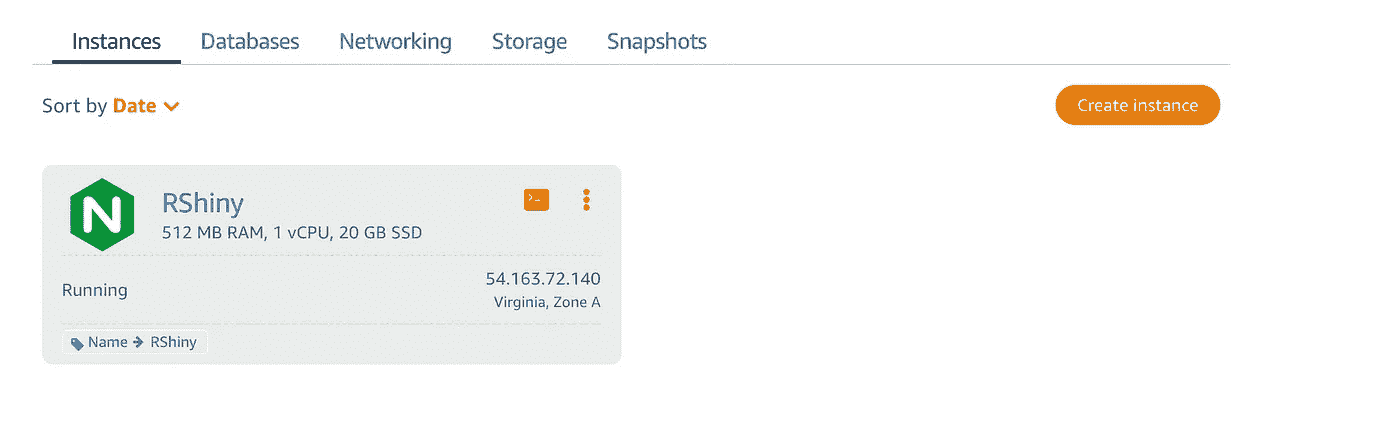 Instances Databases Networking Storage Snapshots
Sort by Date
Create instance
N
RShiny
512 MB RAM, 1 vCPU, 20 GB SSD
Running
54.163.72.140
Virginia, Zone A
Name → RShiny